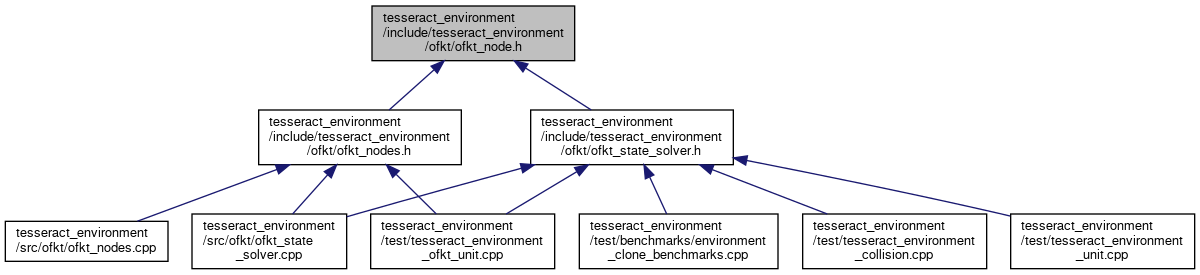 tesseract_environment
/include/tesseract_environment
/ofkt/ofkt_node.h
tesseract_environment
/include/tesseract_environment
/ofkt/ofkt_nodes.h
tesseract_environment
/include/tesseract_environment
/ofkt/ofkt_state_solver.h
tesseract_environment
/src/ofkt/ofkt_nodes.cpp
tesseract_environment
/src/ofkt/ofkt_state
_solver.cpp
tesseract_environment
/test/tesseract_environment
_ofkt_unit.cpp
tesseract_environment
/test/benchmarks/environment
_clone_benchmarks.cpp
tesseract_environment
/test/tesseract_environment
_collision.cpp
tesseract_environment
/test/tesseract_environment
_unit.cpp